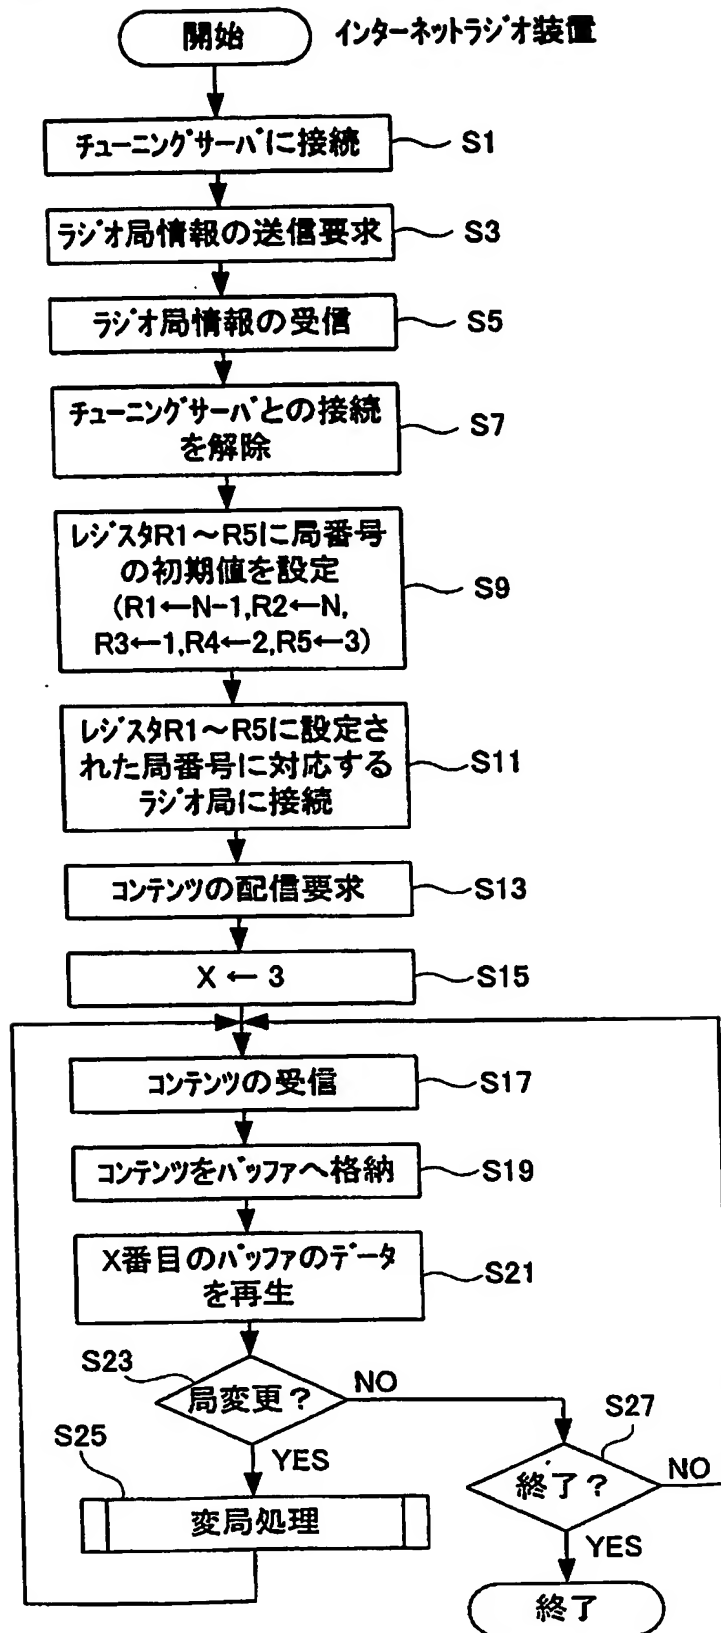 開始
インターネットラジオ装置
チューニングサーバに接続
S1
ラジオ局情報の送信要求
S3
ラジオ局情報の受信
S5
チューニングサーバとの接続
を解除
S7
レジスタR1～R5に局番号
の初期値を設定
(R1←N-1,R2←N,
R3←1,R4←2,R5←3)
S9
レジスタR1～R5に設定さ
れた局番号に対応する
ラジオ局に接続
S11
コンテンツの配信要求
S13
X ← 3
S15
コンテンツの受信
S17
コンテンツをバッファへ格納
S19
X番目のバッファのデータ
を再生
S21
S23
局変更？
NO
YES
S27
終了？
NO
YES
S25
変局処理
終了